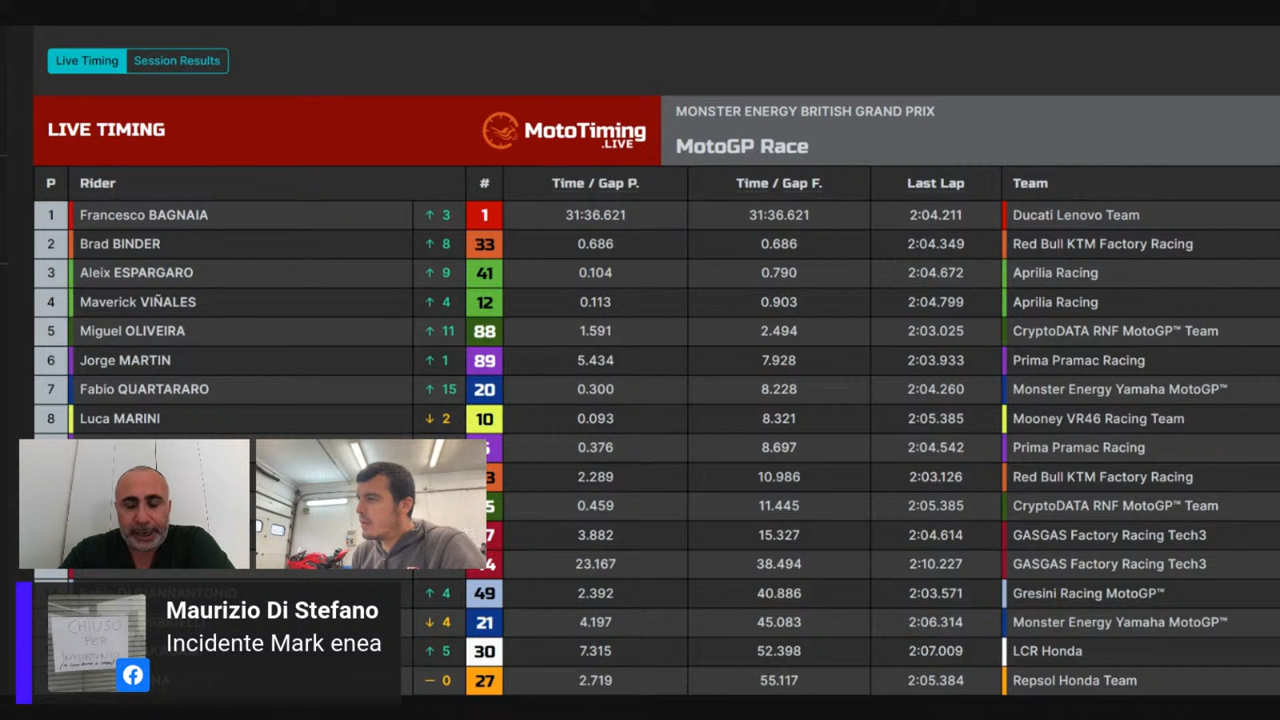 Live Timing Session Results
LIVE TIMING MotoTiming .LIVE
MONSTER ENERGY BRITISH GRAND PRIX
MotoGP Race
P Rider # Time / Gap P. Time / Gap F. Last Lap Team
1 Francesco BAGNAIA ↑ 3 1 31:36.621 31:36.621 2:04.211 Ducati Lenovo Team
2 Brad BINDER ↑ 8 33 0.686 0.686 2:04.349 Red Bull KTM Factory Racing
3 Aleix ESPARGARO ↑ 9 41 0.104 0.790 2:04.672 Aprilia Racing
4 Maverick VIÑALES ↑ 4 12 0.113 0.903 2:04.799 Aprilia Racing
5 Miguel OLIVEIRA ↑ 11 88 1.591 2.494 2:03.025 CryptoDATA RNF MotoGP™ Team
6 Jorge MARTIN ↑ 1 89 5.434 7.928 2:03.933 Prima Pramac Racing
7 Fabio QUARTARARO ↑ 15 20 0.300 8.228 2:04.260 Monster Energy Yamaha MotoGP™
8 Luca MARINI ↓ 2 10 0.093 8.321 2:05.385 Mooney VR46 Racing Team
0.376 8.697 2:04.542 Prima Pramac Racing
3 2.289 10.986 2:03.126 Red Bull KTM Factory Racing
5 0.459 11.445 2:05.385 CryptoDATA RNF MotoGP™ Team
7 3.882 15.327 2:04.614 GASGAS Factory Racing Tech3
4 23.167 38.494 2:10.227 GASGAS Factory Racing Tech3
↑ 4 49 2.392 40.886 2:03.571 Gresini Racing MotoGP™
↓ 4 21 4.197 45.083 2:06.314 Monster Energy Yamaha MotoGP™
↑ 5 30 7.315 52.398 2:07.009 LCR Honda
– 0 27 2.719 55.117 2:05.384 Repsol Honda Team
CHIUSO
PER
INFORTUNIO
Maurizio Di Stefano
Incidente Mark enea